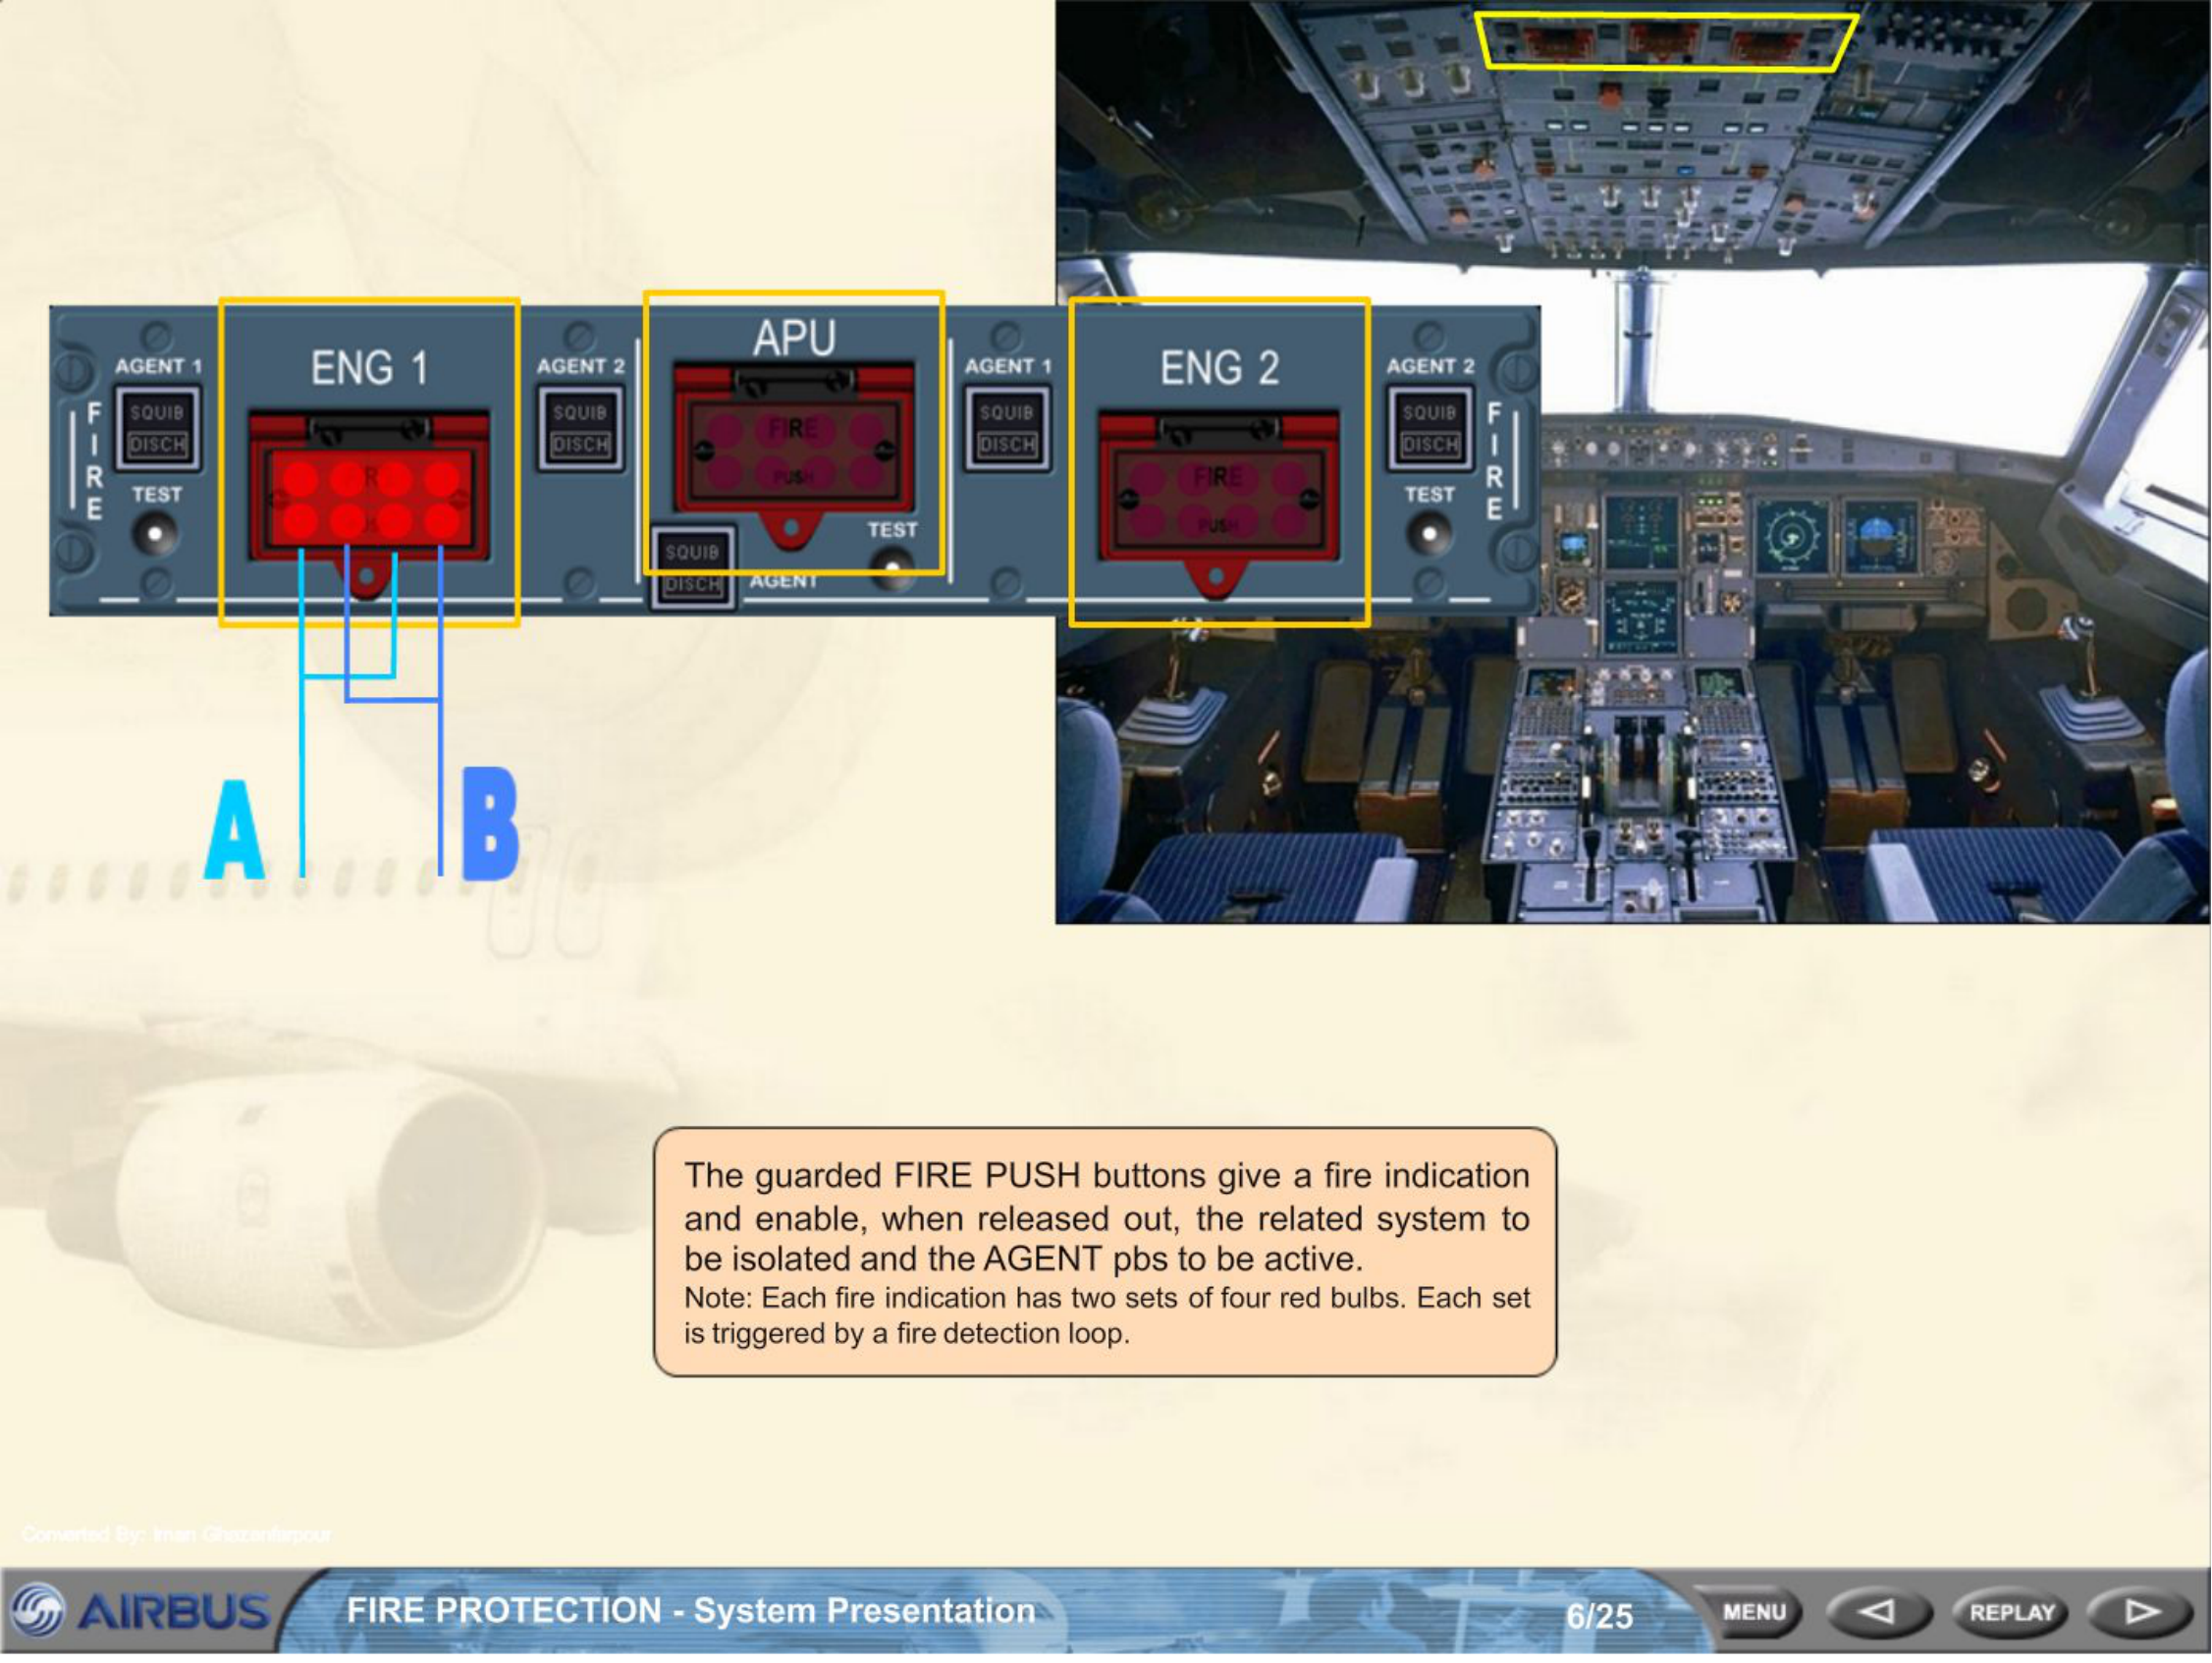 AGENT 1
SQUIB
DISCH
TEST
FIRE
ENG 1
AGENT 2
SQUIB
DISCH
APU
FIRE
PUSH
SQUIB
DISCH
AGENT
TEST
AGENT 1
SQUIB
DISCH
ENG 2
FIRE
PUSH
AGENT 2
SQUIB
DISCH
TEST
FIRE
A
B
The guarded FIRE PUSH buttons give a fire indication
and enable, when released out, the related system to
be isolated and the AGENT pbs to be active.
Note: Each fire indication has two sets of four red bulbs. Each set
is triggered by a fire detection loop.
Converted By: Iman Ghazanfarpour
AIRBUS
FIRE PROTECTION - System Presentation
6/25
MENU
REPLAY